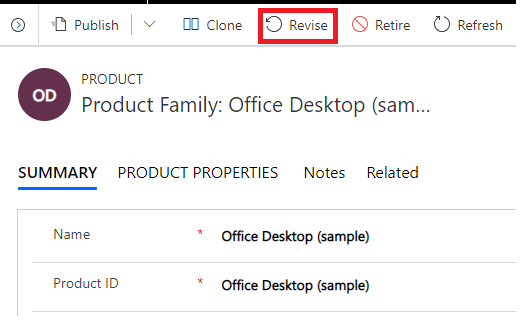 Publish Clone Revise Retire Refresh
OD
PRODUCT
Product Family: Office Desktop (sam...
SUMMARY PRODUCT PROPERTIES Notes Related
Name * Office Desktop (sample)
Product ID * Office Desktop (sample)